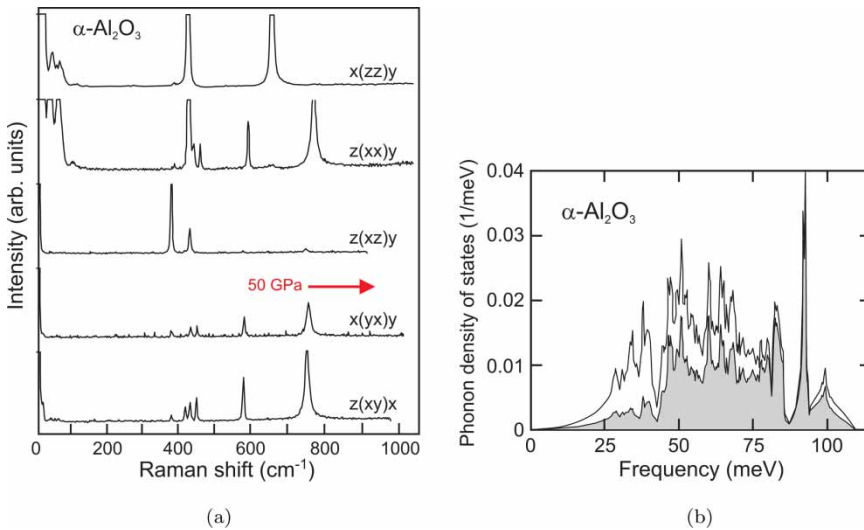 α-Al₂O₃
x(zz)y
z(xx)y
z(xz)y
50 GPa
x(yx)y
z(xy)x
Intensity (arb. units)
0 200 400 600 800 1000
Raman shift (cm⁻¹)
(a)
α-Al₂O₃
Phonon density of states (1/meV)
0.04
0.03
0.02
0.01
0
0 25 50 75 100
Frequency (meV)
(b)